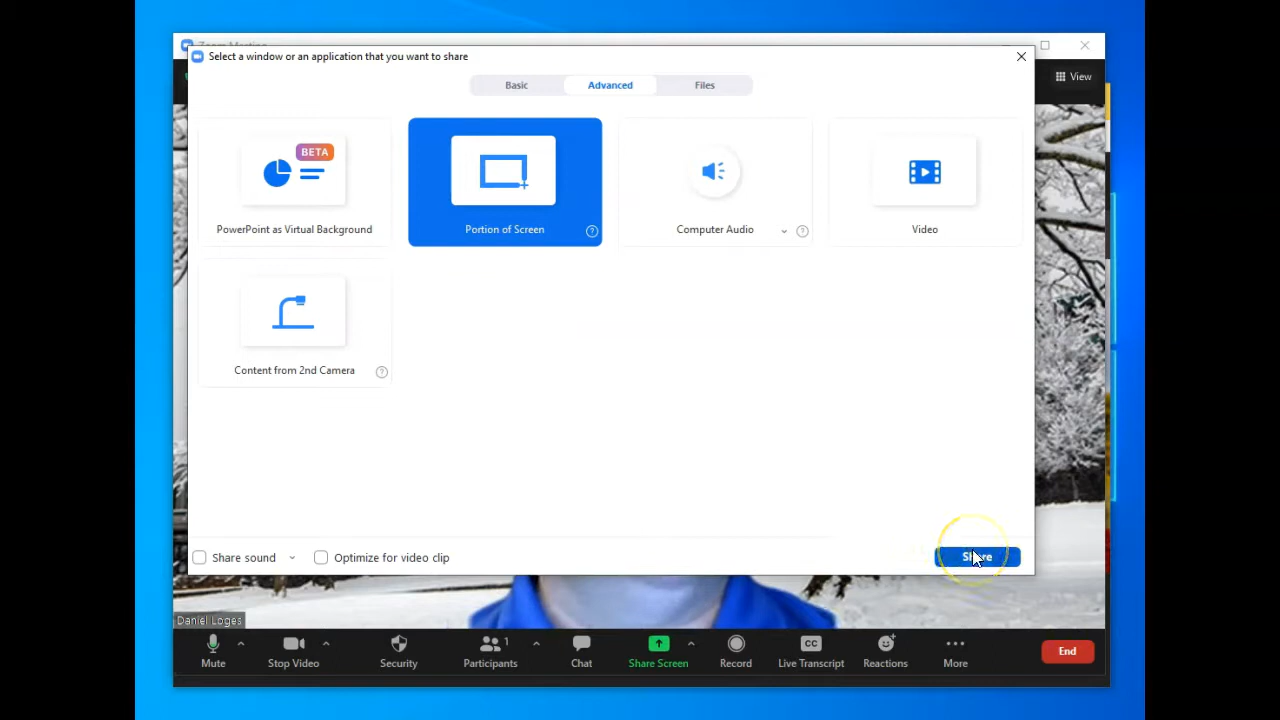 Zoom Meeting
Select a window or an application that you want to share
View
Basic
Advanced
Files
BETA
PowerPoint as Virtual Background
Portion of Screen
?
Computer Audio
?
Video
Content from 2nd Camera
?
Share sound
Optimize for video clip
Share
Daniel Loges
1
CC
Mute
Stop Video
Security
Participants
Chat
Share Screen
Record
Live Transcript
Reactions
More
End